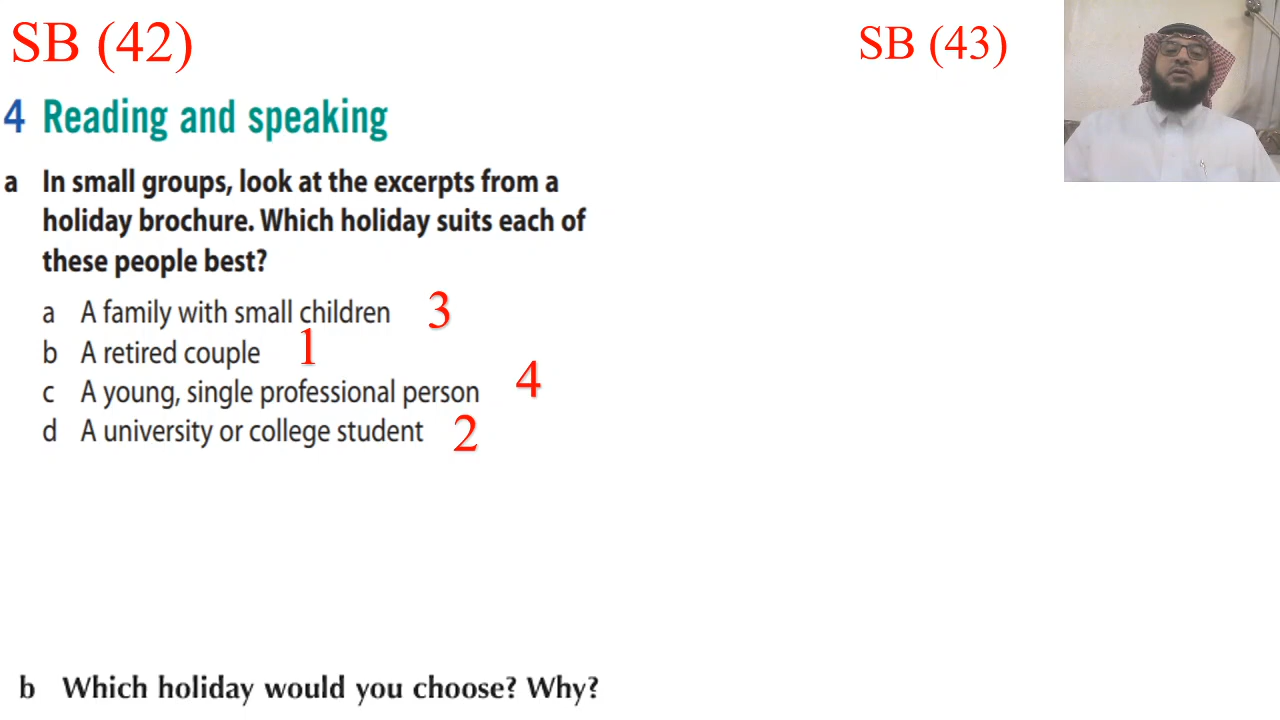 SB (42)
SB (43)
4 Reading and speaking
a In small groups, look at the excerpts from a
holiday brochure. Which holiday suits each of
these people best?
a A family with small children 3
b A retired couple 1
c A young, single professional person 4
d A university or college student 2
b Which holiday would you choose? Why?